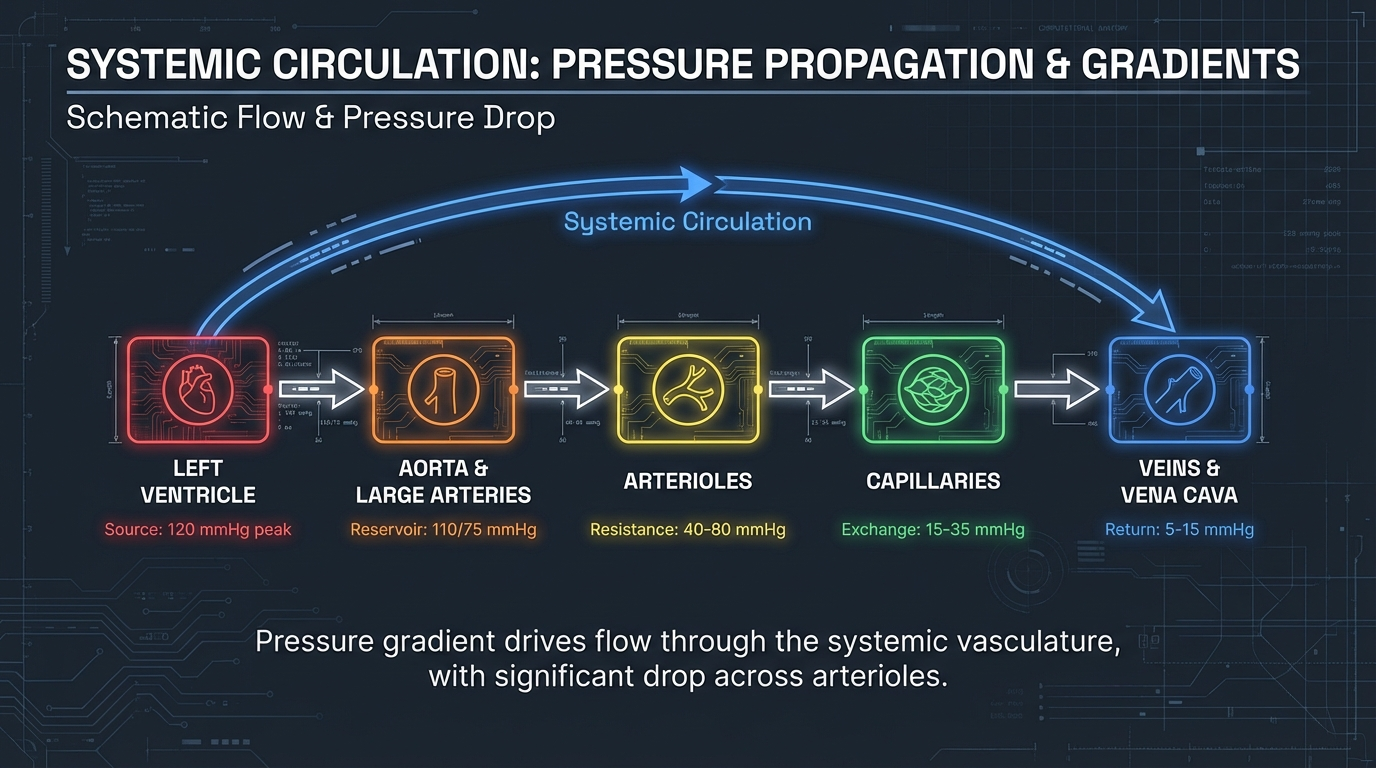 SYSTEMIC CIRCULATION: PRESSURE PROPAGATION & GRADIENTS
Schematic Flow & Pressure Drop
Systemic Circulation
LEFT
VENTRICLE
Source: 120 mmHg peak
AORTA &
LARGE ARTERIES
Reservoir: 110/75 mmHg
ARTERIOLES
Resistance: 40-80 mmHg
CAPILLARIES
Exchange: 15-35 mmHg
VEINS &
VENA CAVA
Return: 5-15 mmHg
Pressure gradient drives flow through the systemic vasculature,
with significant drop across arterioles.